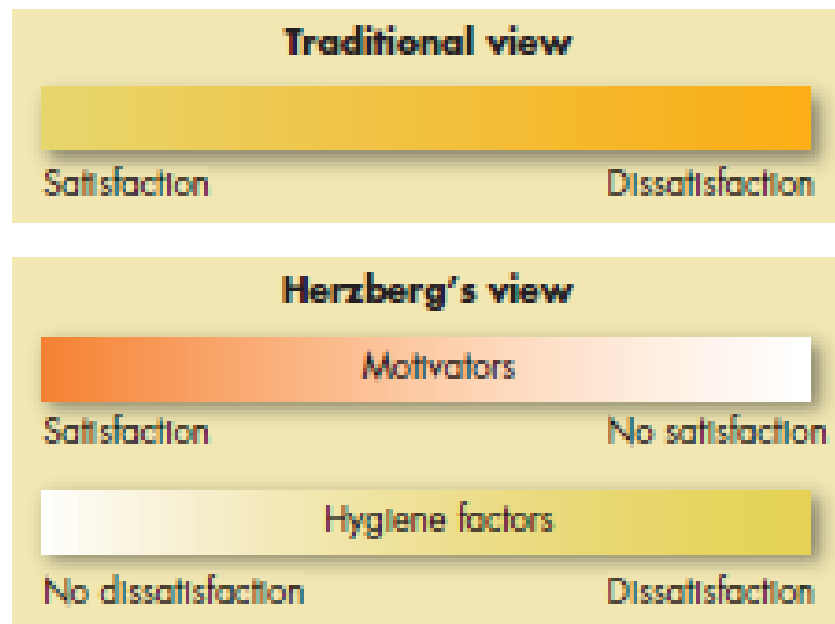 Traditional view
Satisfaction Dissatisfaction
Herzberg's view
Motivators
Satisfaction No satisfaction
Hygiene factors
No dissatisfaction Dissatisfaction